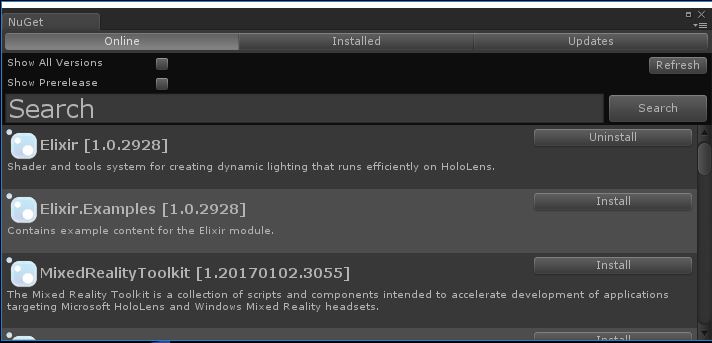 NuGet
Online Installed Updates
Show All Versions
Refresh
Show Prerelease
Search Search
Elixir [1.0.2928] Uninstall
Shader and tools system for creating dynamic lighting that runs efficiently on HoloLens.
Elixir.Examples [1.0.2928] Install
Contains example content for the Elixir module.
MixedRealityToolkit [1.20170102.3055] Install
The Mixed Reality Toolkit is a collection of scripts and components intended to accelerate development of applications
targeting Microsoft HoloLens and Windows Mixed Reality headsets.
Install